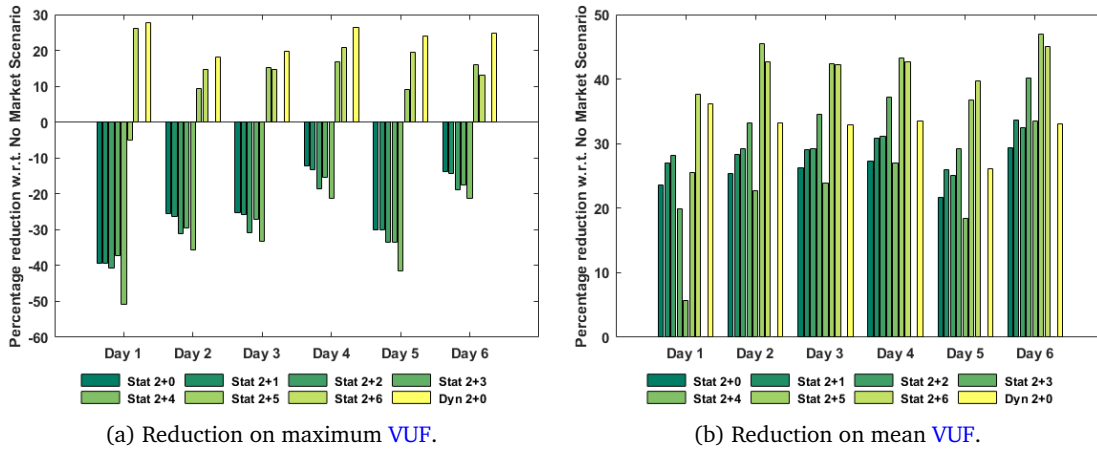 Percentage reduction w.r.t. No Market Scenario
30
20
10
0
-10
-20
-30
-40
-50
-60
Day 1 Day 2 Day 3 Day 4 Day 5 Day 6
Stat 2+0 Stat 2+1 Stat 2+2 Stat 2+3
Stat 2+4 Stat 2+5 Stat 2+6 Dyn 2+0
(a) Reduction on maximum VUF.
Percentage reduction w.r.t. No Market Scenario
50
40
30
20
10
0
Day 1 Day 2 Day 3 Day 4 Day 5 Day 6
Stat 2+0 Stat 2+1 Stat 2+2 Stat 2+3
Stat 2+4 Stat 2+5 Stat 2+6 Dyn 2+0
(b) Reduction on mean VUF.